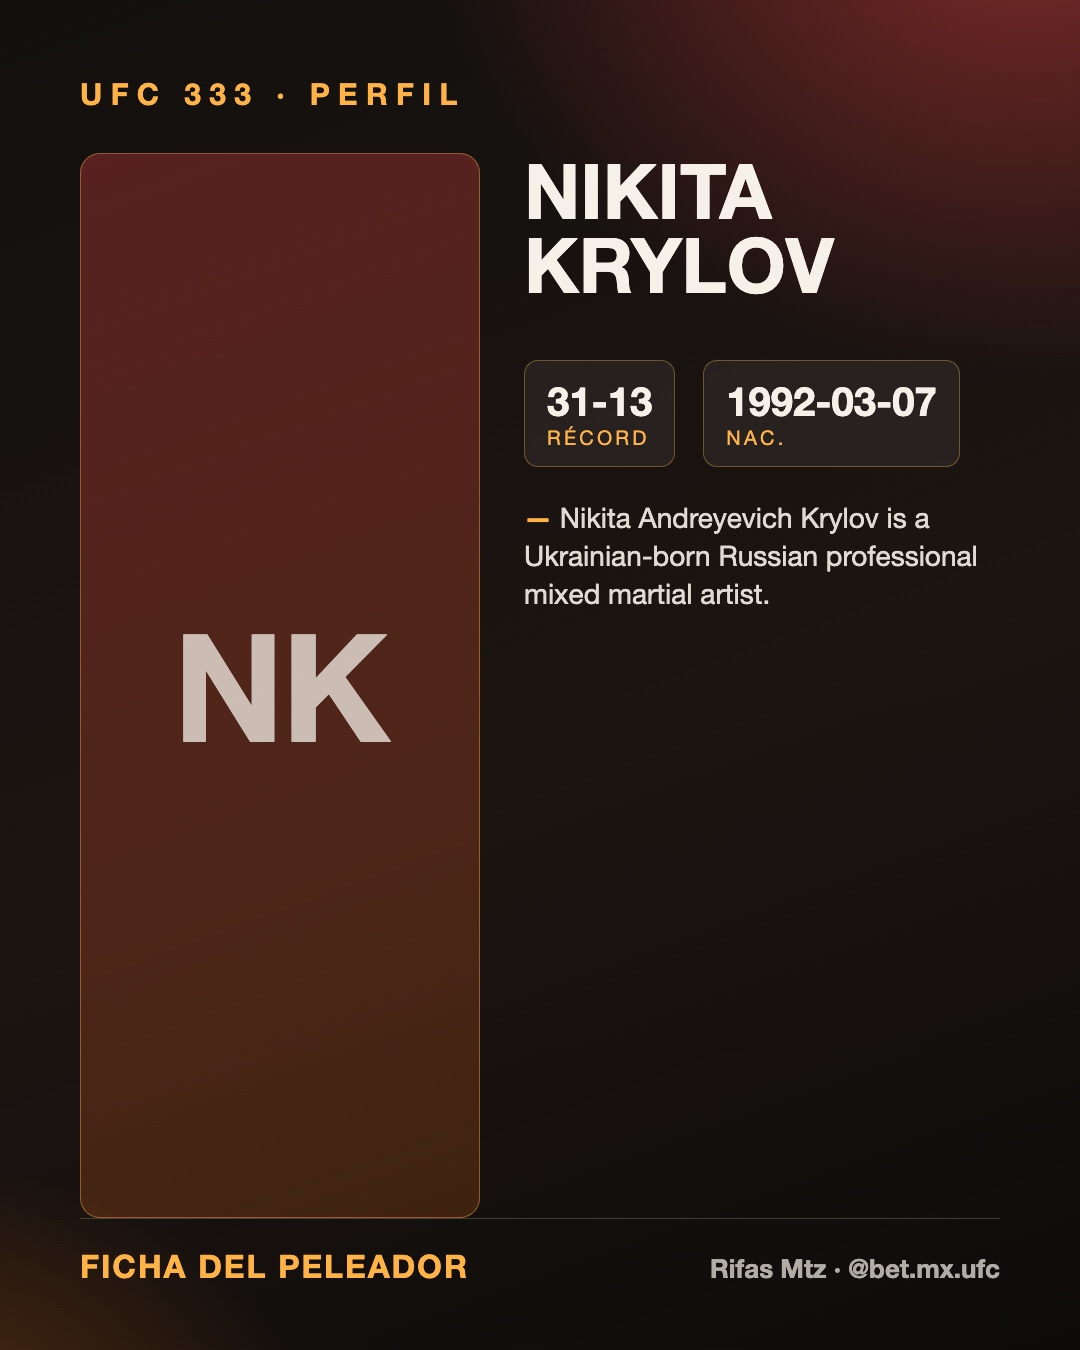 UFC 333 · PERFIL
NK
NIKITA
KRYLOV
31-13
RÉCORD
1992-03-07
NAC.
— Nikita Andreyevich Krylov is a
Ukrainian-born Russian professional
mixed martial artist.
FICHA DEL PELEADOR
Rifas Mtz · @bet.mx.ufc